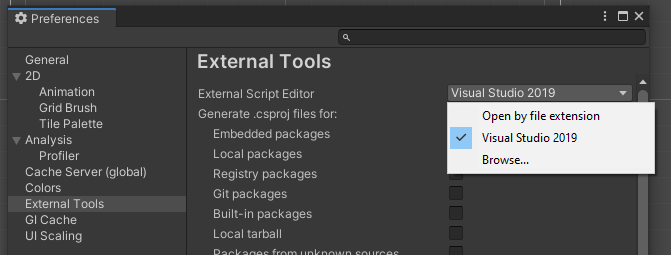 Preferences
General
2D
Animation
Grid Brush
Tile Palette
Analysis
Profiler
Cache Server (global)
Colors
External Tools
GI Cache
UI Scaling
External Tools
External Script Editor
Visual Studio 2019
Open by file extension
Visual Studio 2019
Browse...
Generate .csproj files for:
Embedded packages
Local packages
Registry packages
Git packages
Built-in packages
Local tarball
Packages from unknown sources